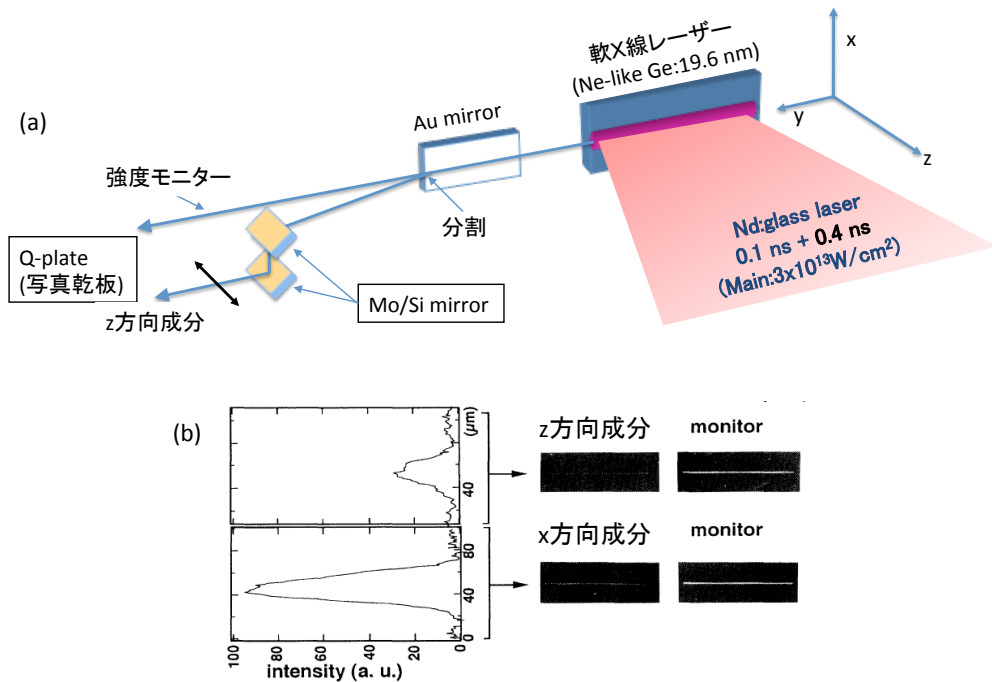 (a)
軟X線レーザー
(Ne-like Ge:19.6 nm)
x
y
z
Au mirror
強度モニター
分割
Nd:glass laser
0.1 ns + 0.4 ns
(Main:3x10¹³W/cm²)
Q-plate
(写真乾板)
Mo/Si mirror
z方向成分
(b)
(μm)
40
z方向成分
monitor
80
40
0
x方向成分
monitor
100
80
60
40
20
0
intensity (a. u.)